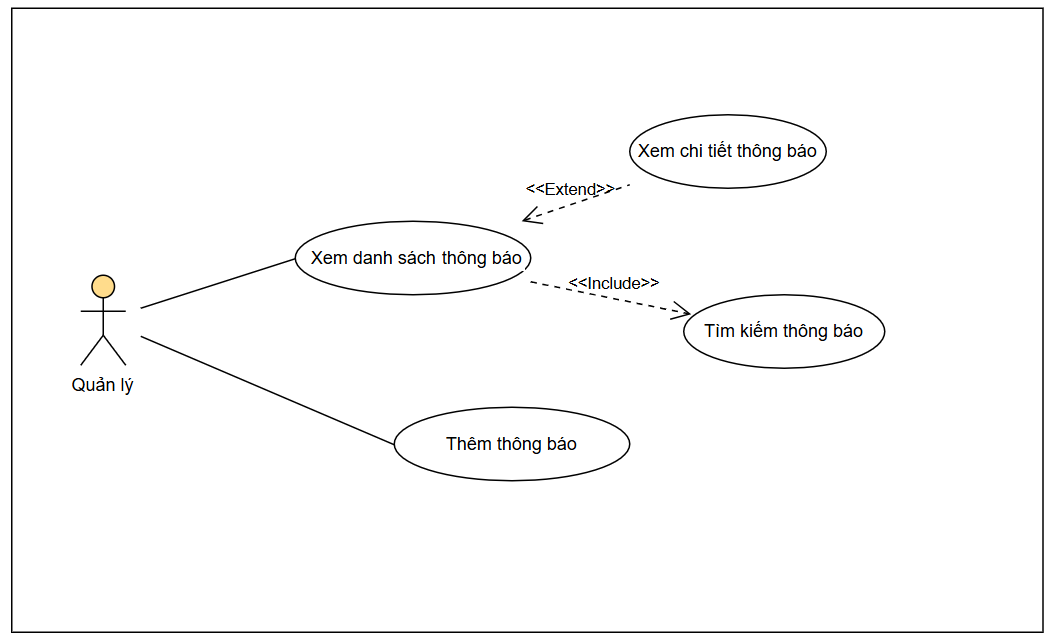 Xem chi tiết thông báo
<<Extend>>
Xem danh sách thông báo
<<Include>>
Tìm kiếm thông báo
Quản lý
Thêm thông báo